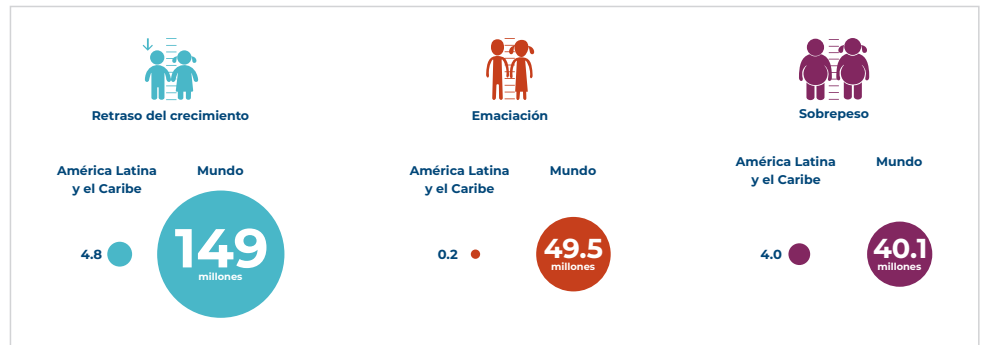 Retraso del crecimiento
América Latina
y el Caribe
Mundo
4.8
149
millones
Emaciación
América Latina
y el Caribe
Mundo
0.2
49.5
millones
Sobrepeso
América Latina
y el Caribe
Mundo
4.0
40.1
millones